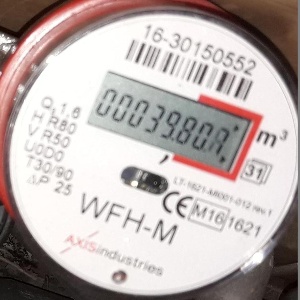 16-30150552
00039.80
m³
Q 1.6
H R80
V R50
U0D0
T30/90
ΔP 25
31
LT-1621-MI001-012 rev.1
CE M16 1621
WFH-M
AXISindustries